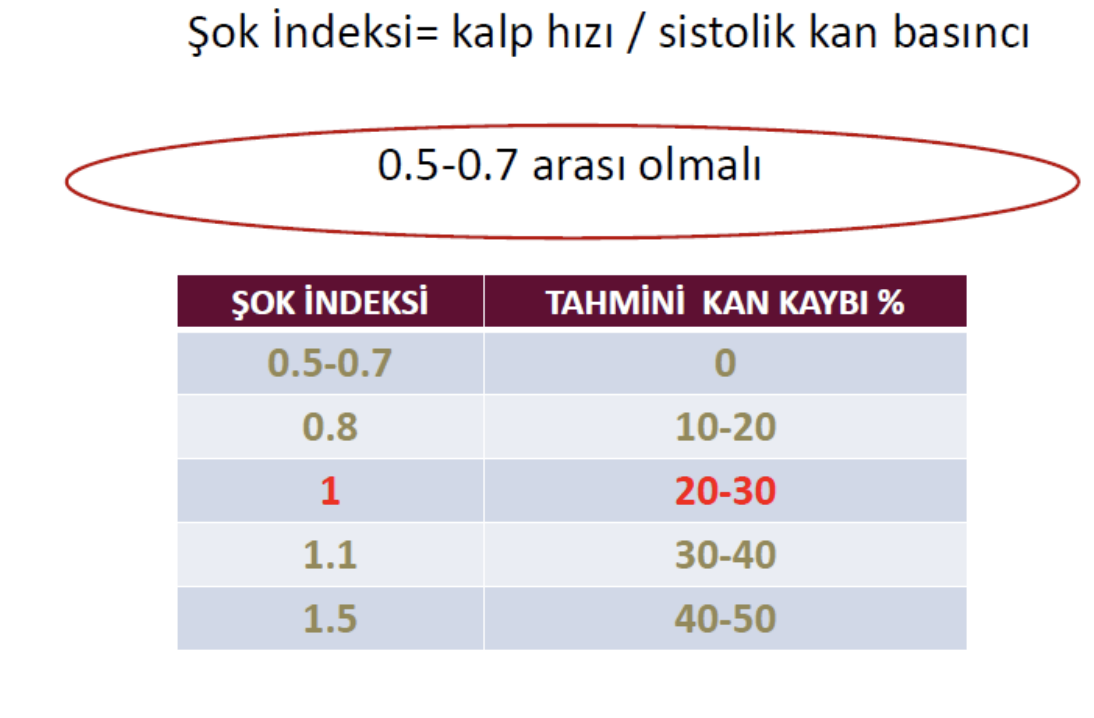 Şok İndeksi= kalp hızı / sistolik kan basıncı
0.5-0.7 arası olmalı
ŞOK İNDEKSİ TAHMİNİ KAN KAYBI %
0.5-0.7 0
0.8 10-20
1 20-30
1.1 30-40
1.5 40-50